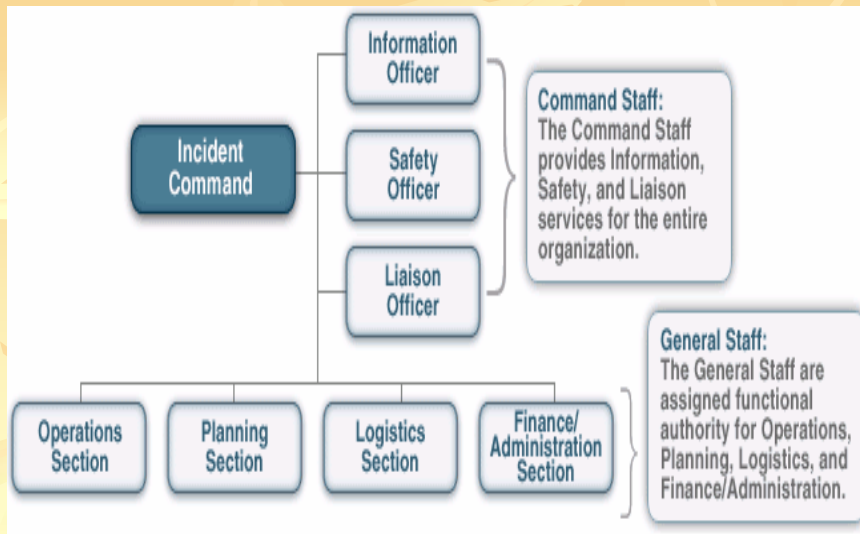 Information
Officer
Incident
Command
Safety
Officer
Liaison
Officer
Command Staff:
The Command Staff
provides Information,
Safety, and Liaison
services for the entire
organization.
Operations
Section
Planning
Section
Logistics
Section
Finance/
Administration
Section
General Staff:
The General Staff are
assigned functional
authority for Operations,
Planning, Logistics, and
Finance/Administration.